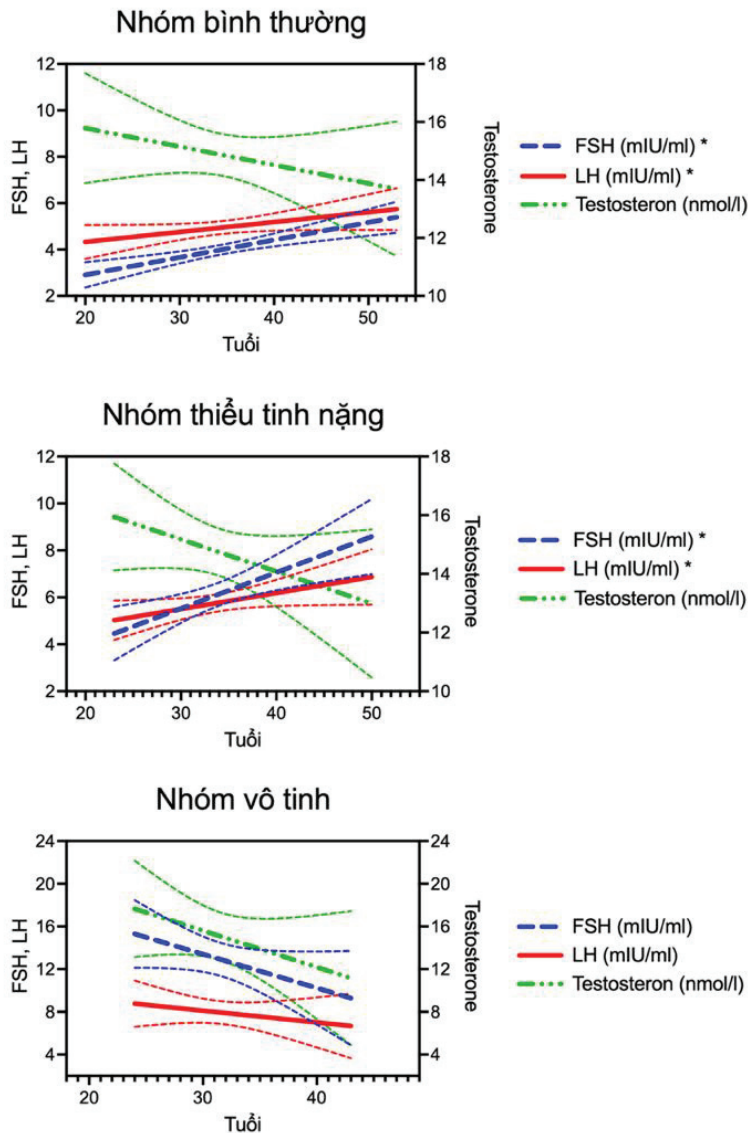 Nhóm bình thường
12
10
8
6
4
2
FSH, LH
18
16
14
12
10
Testosterone
20 30 40 50
Tuổi
FSH (mIU/ml) *
LH (mIU/ml) *
Testosteron (nmol/l)
Nhóm thiểu tinh nặng
12
10
8
6
4
2
FSH, LH
18
16
14
12
10
Testosterone
20 30 40 50
Tuổi
FSH (mIU/ml) *
LH (mIU/ml) *
Testosteron (nmol/l)
Nhóm vô tinh
24
20
16
12
8
4
FSH, LH
24
20
16
12
8
4
Testosterone
20 30 40
Tuổi
FSH (mIU/ml)
LH (mIU/ml)
Testosteron (nmol/l)